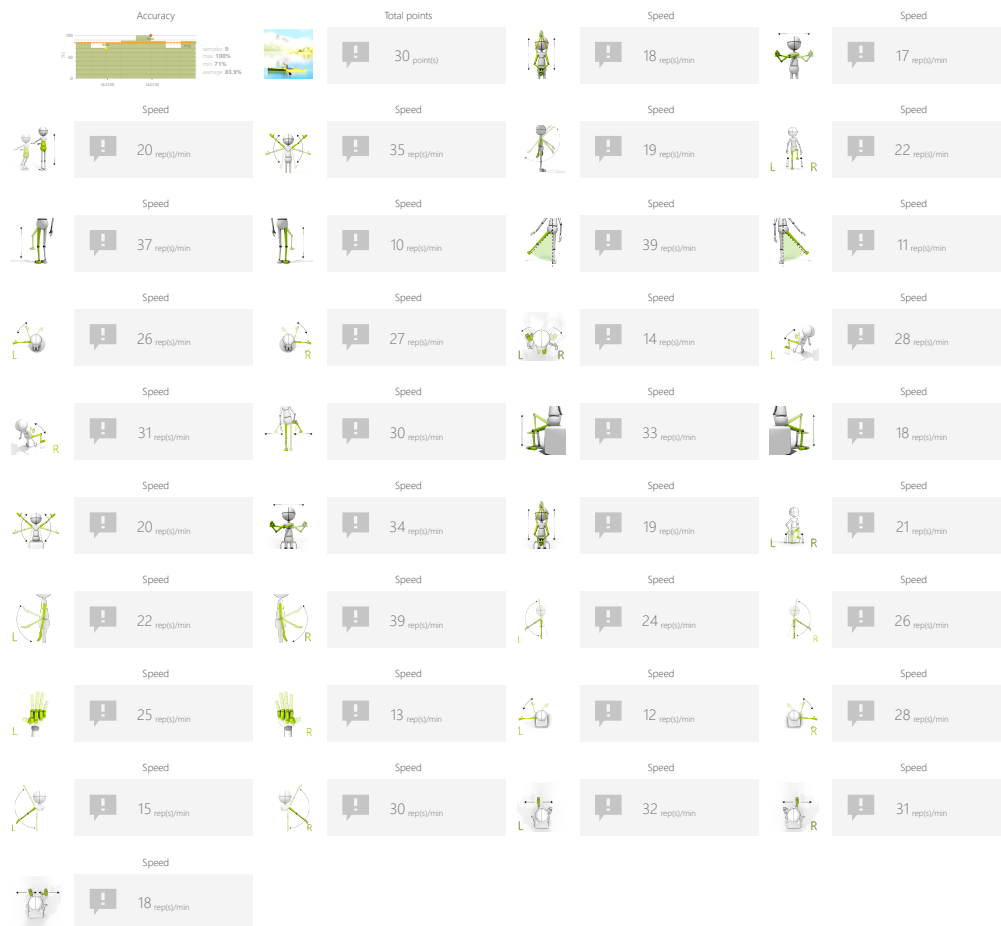 Accuracy
100
50
0
(%)
samples: 9
max: 100%
min: 71%
average: 83.9%
Total points
30 point(s)
Speed
18 rep(s)/min
Speed
17 rep(s)/min
Speed
20 rep(s)/min
Speed
35 rep(s)/min
Speed
19 rep(s)/min
Speed
L R
22 rep(s)/min
Speed
37 rep(s)/min
Speed
10 rep(s)/min
Speed
39 rep(s)/min
Speed
11 rep(s)/min
Speed
L
26 rep(s)/min
Speed
R
27 rep(s)/min
Speed
L R
14 rep(s)/min
Speed
L
28 rep(s)/min
Speed
R
31 rep(s)/min
Speed
30 rep(s)/min
Speed
33 rep(s)/min
Speed
18 rep(s)/min
Speed
20 rep(s)/min
Speed
34 rep(s)/min
Speed
19 rep(s)/min
Speed
L R
21 rep(s)/min
Speed
L
22 rep(s)/min
Speed
R
39 rep(s)/min
Speed
L
24 rep(s)/min
Speed
R
26 rep(s)/min
Speed
L
25 rep(s)/min
Speed
R
13 rep(s)/min
Speed
L
12 rep(s)/min
Speed
R
28 rep(s)/min
Speed
L
15 rep(s)/min
Speed
R
30 rep(s)/min
Speed
L
32 rep(s)/min
Speed
R
31 rep(s)/min
Speed
18 rep(s)/min